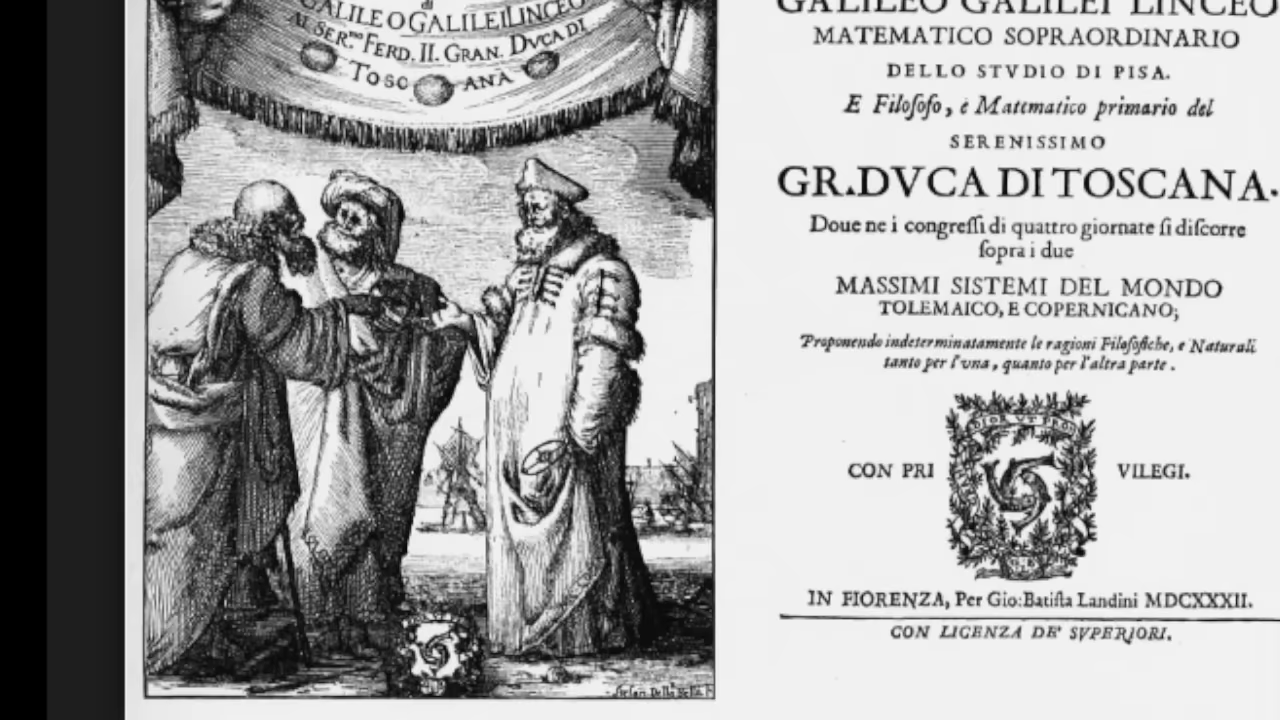 di
GALILEO GALILEI LINCEO
AL SER.mo FERD. II. GRAN. DVCA DI
TOSCANA
GALILEO GALILEI LINCEO
MATEMATICO SOPRAORDINARIO
DELLO STVDIO DI PISA.
E Filoſofo, e Matematico primario del
SERENISSIMO
GR.DVCA DI TOSCANA.
Doue ne i congreſſi di quattro giornate ſi diſcorre
ſopra i due
MASSIMI SISTEMI DEL MONDO
TOLEMAICO, E COPERNICANO;
Proponendo indeterminatamente le ragioni Filoſofiche, e Naturali
tanto per l'vna, quanto per l'altra parte.
CON PRI VILEGI.
IN FIORENZA, Per Gio:Batiſta Landini MDCXXXII.
CON LICENZA DE' SVPERIORI.